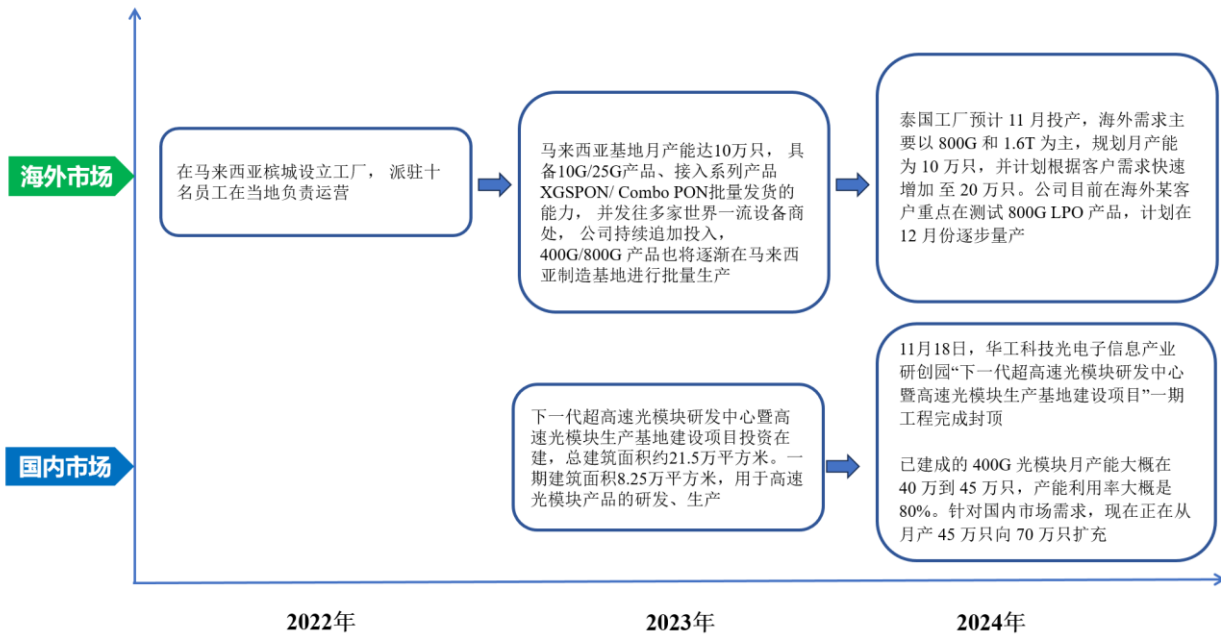 海外市场
在马来西亚槟城设立工厂， 派驻十
名员工在当地负责运营
马来西亚基地月产能达10万只， 具
备10G/25G产品、接入系列产品
XGSPON/ Combo PON批量发货的
能力， 并发往多家世界一流设备商
处， 公司持续追加投入，
400G/800G 产品也将逐渐在马来西
亚制造基地进行批量生产
泰国工厂预计 11 月投产，海外需求主
要以 800G 和 1.6T 为主，规划月产能
为 10 万只，并计划根据客户需求快速
增加 至 20 万只。公司目前在海外某客
户重点在测试 800G LPO 产品，计划在
12 月份逐步量产
国内市场
下一代超高速光模块研发中心暨高
速光模块生产基地建设项目投资在
建，总建筑面积约21.5万平方米。一
期建筑面积8.25万平方米，用于高速
光模块产品的研发、生产
11月18日，华工科技光电子信息产业
研创园“下一代超高速光模块研发中心
暨高速光模块生产基地建设项目”一期
工程完成封顶
已建成的 400G 光模块月产能大概在
40 万到 45 万只，产能利用率大概是
80%。针对国内市场需求，现在正在从
月产 45 万只向 70 万只扩充
2022年
2023年
2024年